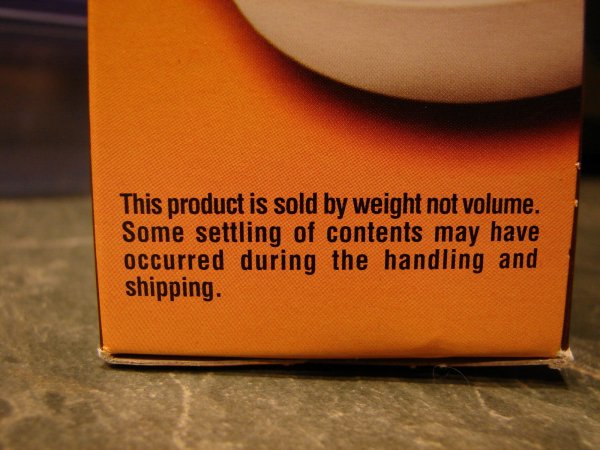 This product is sold by weight not volume.
Some settling of contents may have
occurred during the handling and
shipping.